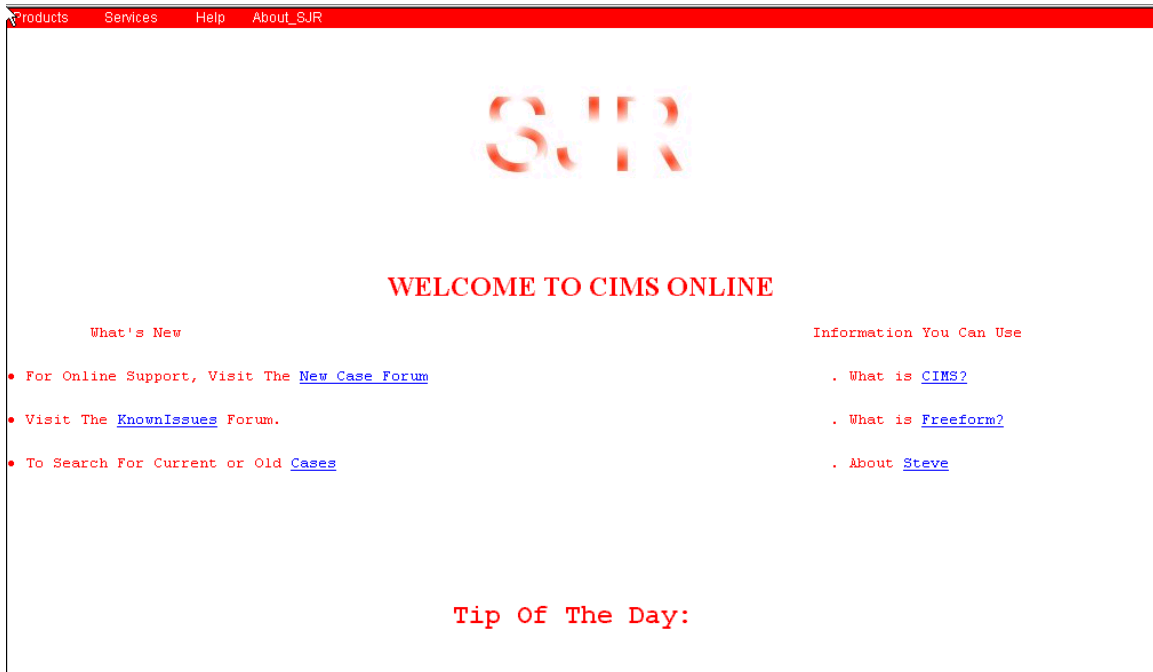 Products Services Help About_SJR
SJR
WELCOME TO CIMS ONLINE
What's New Information You Can Use
• For Online Support, Visit The New Case Forum . What is CIMS?
• Visit The KnownIssues Forum. . What is Freeform?
• To Search For Current or Old Cases . About Steve
Tip Of The Day: